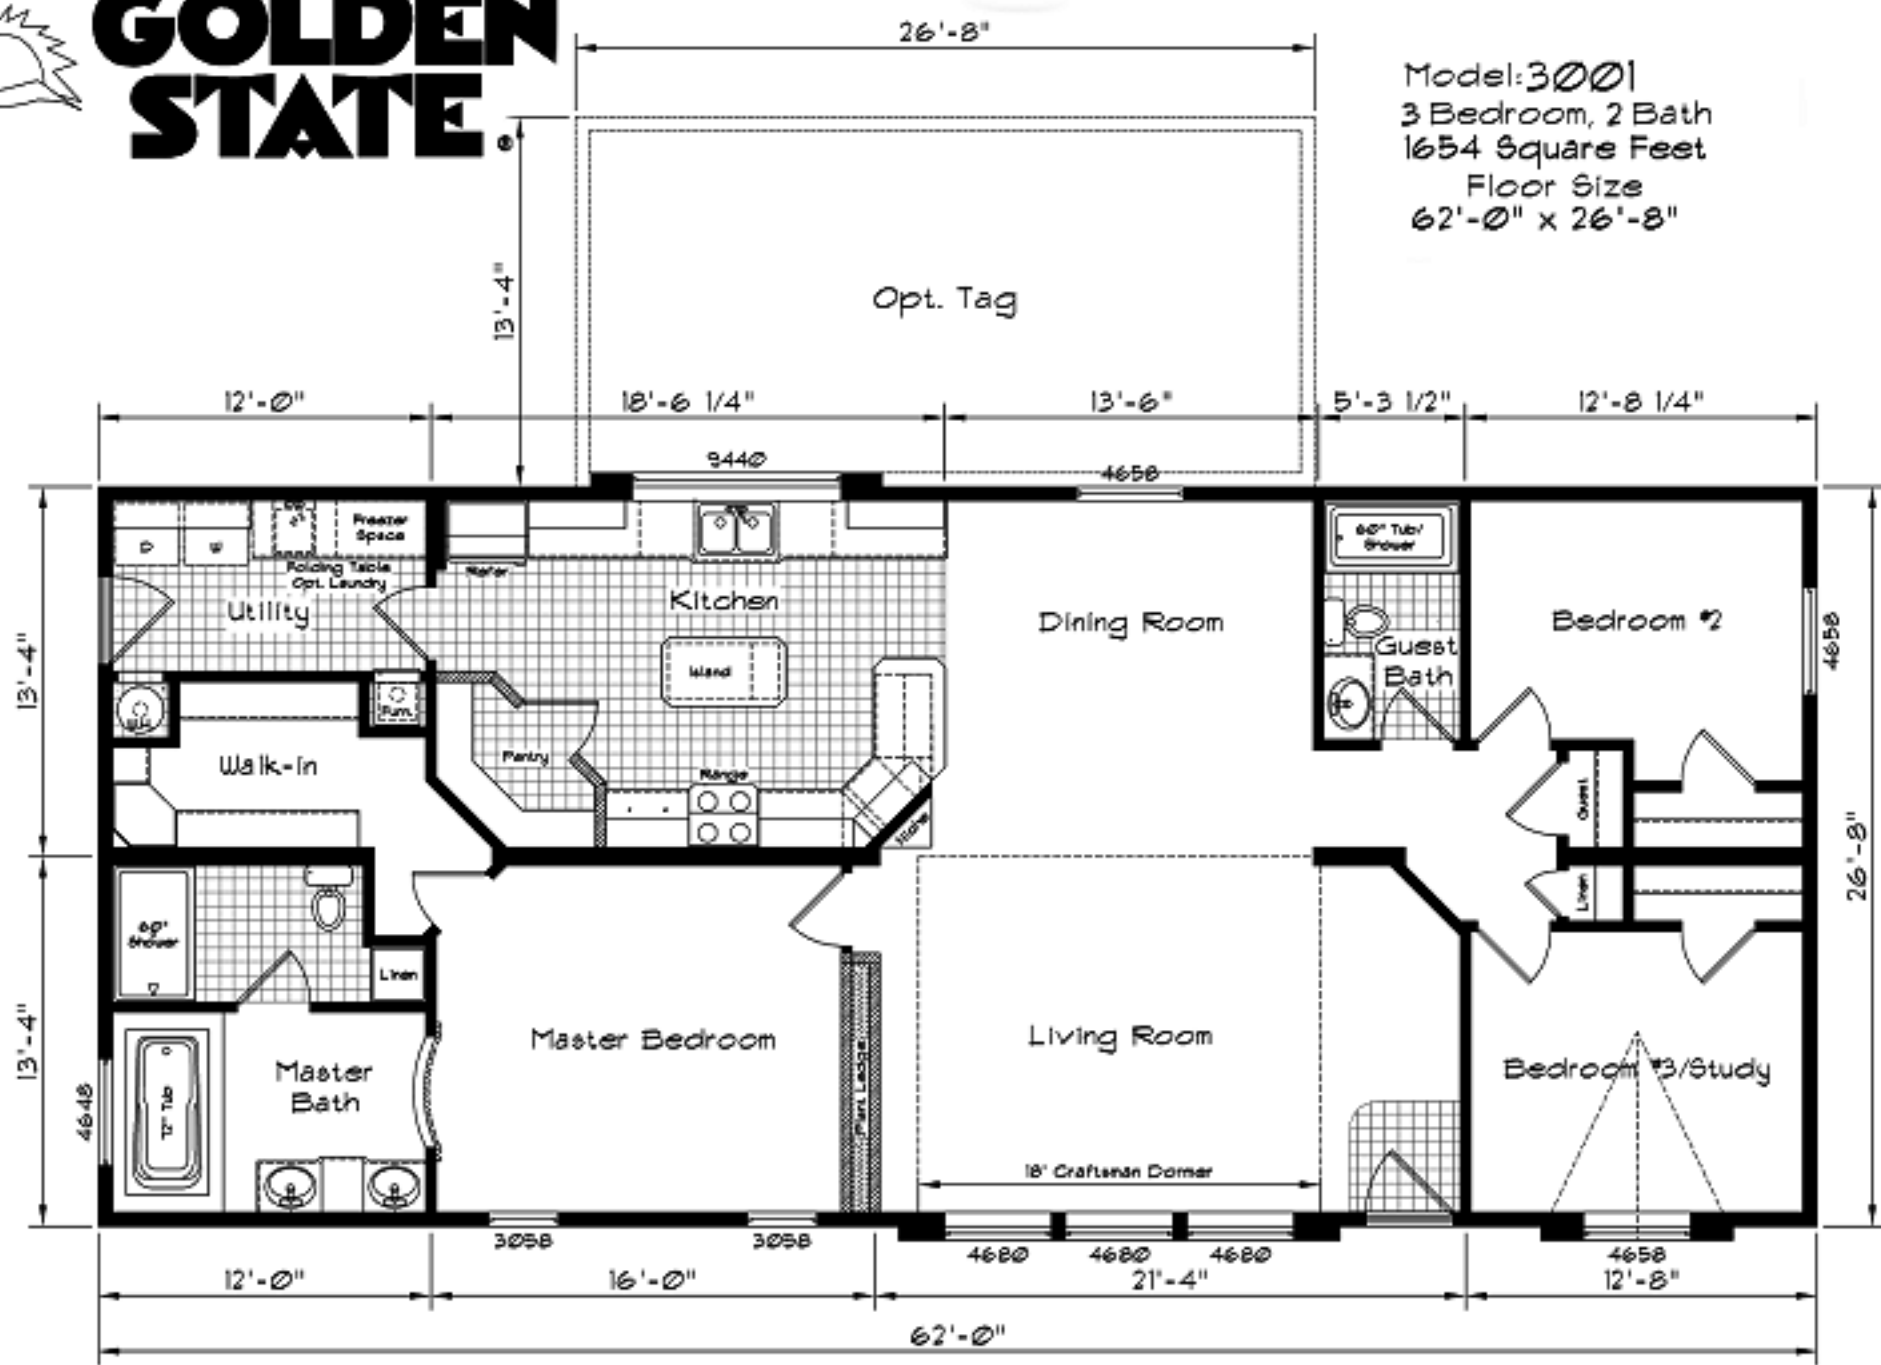 GOLDEN
STATE®
26'-8"
Model:3001
3 Bedroom, 2 Bath
1654 Square Feet
Floor Size
62'-0" x 26'-8"
13'-4"
Opt. Tag
12'-0"
18'-6 1/4"
13'-6"
5'-3 1/2"
12'-8 1/4"
9440
4658
Freezer
Space
Folding Table
Opt. Laundry
Utility
D
W
Refer
Kitchen
Island
Dining Room
60" Tub/
Shower
Guest
Bath
Bedroom #2
4658
13'-4"
W.H.
Furn.
Walk-in
Pantry
Range
Niche
Guest
Linen
26'-8"
60"
Shower
Linen
13'-4"
Master Bedroom
Plant Ledge
Living Room
Bedroom #3/Study
Master
Bath
72" Tub
4648
18' Craftsman Dormer
3058
3058
4680
4680
4680
4658
12'-0"
16'-0"
21'-4"
12'-8"
62'-0"